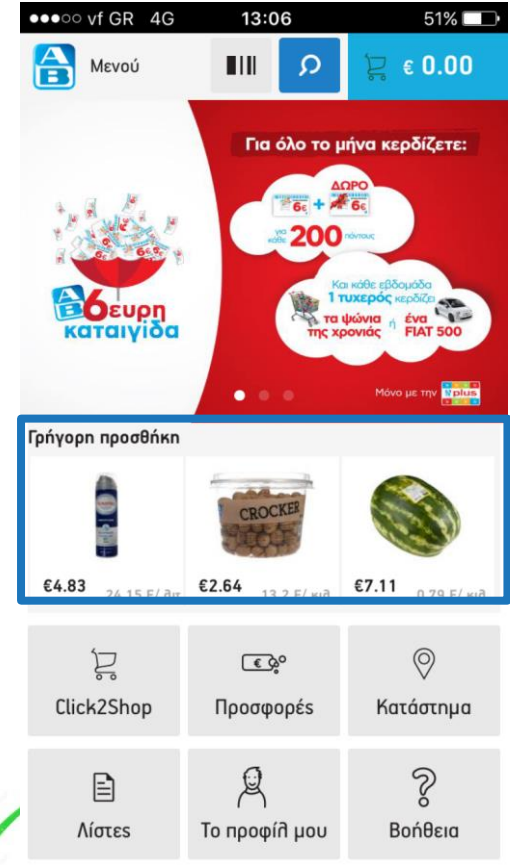 vf GR 4G 13:06 51%
AB Μενού € 0.00
Για όλο το μήνα κερδίζετε:
ΔΩΡΟ
6€ + 6€
για κάθε 200 πόντους
Και κάθε εβδομάδα
1 τυχερός κερδίζει
τα ψώνια της χρονιάς ή ένα FIAT 500
AB 6ευρη
καταιγίδα
Μόνο με την AB plus
Γρήγορη προσθήκη
CROCKER
€4.83 24.15 €/ λιτ €2.64 13.2 €/ κιλ €7.11 0.79 €/ κιλ
Click2Shop Προσφορές Κατάστημα
Λίστες Το προφίλ μου Βοήθεια